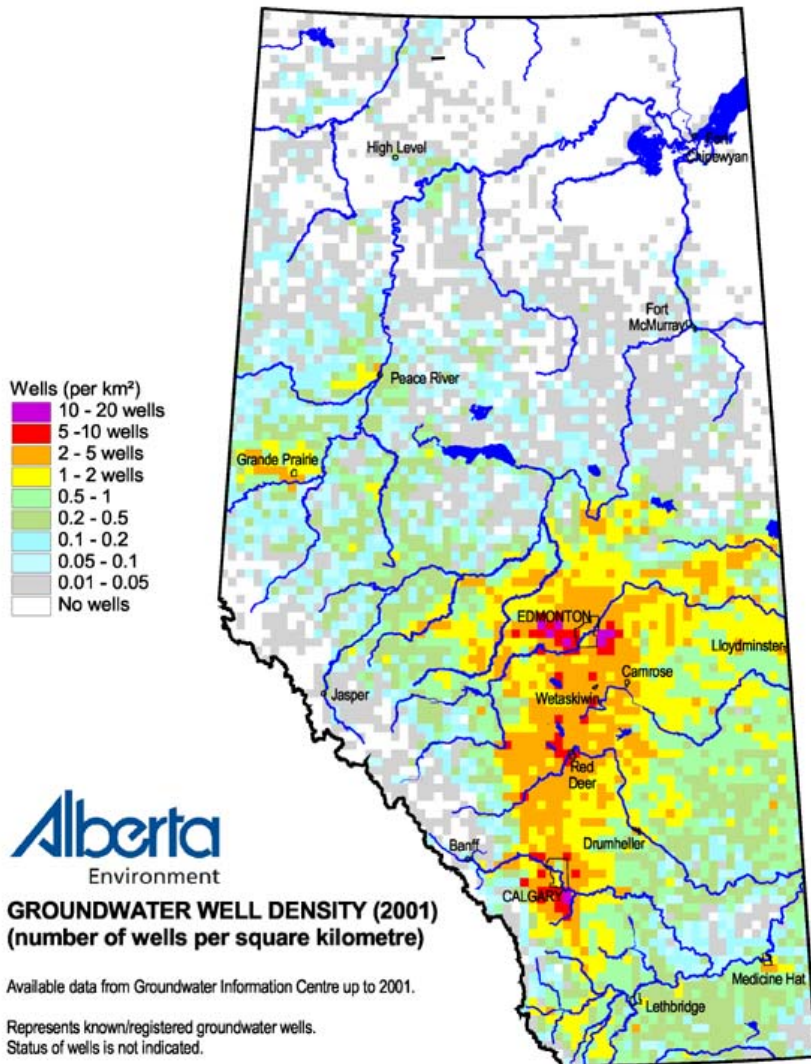 High Level
Fort
Chipewyan
Fort
McMurray
Peace River
Grande Prairie
Wells (per km²)
10 - 20 wells
5 -10 wells
2 - 5 wells
1 - 2 wells
0.5 - 1
0.2 - 0.5
0.1 - 0.2
0.05 - 0.1
0.01 - 0.05
No wells
EDMONTON
Lloydminster
Camrose
Jasper
Wetaskiwin
Red
Deer
Drumheller
Banff
CALGARY
Medicine Hat
Lethbridge
Alberta
Environment
GROUNDWATER WELL DENSITY (2001)
(number of wells per square kilometre)
Available data from Groundwater Information Centre up to 2001.
Represents known/registered groundwater wells.
Status of wells is not indicated.